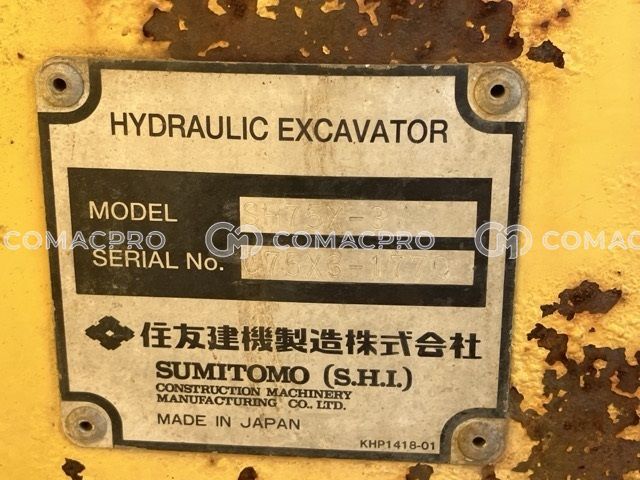 HYDRAULIC EXCAVATOR
MODEL
COMACPRO COMACPRO COMACPRO
SERIAL No.
住友建機製造株式会社
SUMITOMO (S.H.I.)
CONSTRUCTION MACHINERY
MANUFACTURING CO., LTD.
MADE IN JAPAN
KHP1418-01